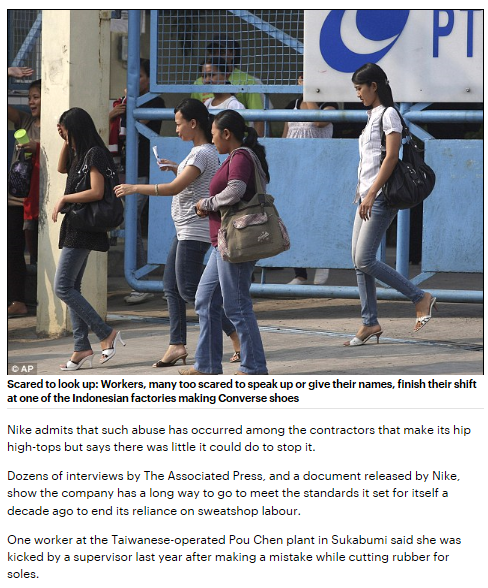 PT
© AP
Scared to look up: Workers, many too scared to speak up or give their names, finish their shift
at one of the Indonesian factories making Converse shoes
Nike admits that such abuse has occurred among the contractors that make its hip
high-tops but says there was little it could do to stop it.
Dozens of interviews by The Associated Press, and a document released by Nike,
show the company has a long way to go to meet the standards it set for itself a
decade ago to end its reliance on sweatshop labour.
One worker at the Taiwanese-operated Pou Chen plant in Sukabumi said she was
kicked by a supervisor last year after making a mistake while cutting rubber for
soles.